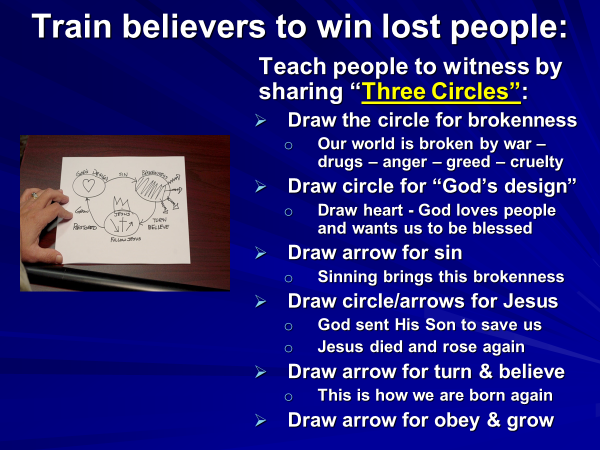 Train believers to win lost people:
Teach people to witness by
sharing “Three Circles”:
Draw the circle for brokenness
Our world is broken by war –
drugs – anger – greed – cruelty
Draw circle for “God’s design”
Draw heart - God loves people
and wants us to be blessed
Draw arrow for sin
Sinning brings this brokenness
Draw circle/arrows for Jesus
God sent His Son to save us
Jesus died and rose again
Draw arrow for turn & believe
This is how we are born again
Draw arrow for obey & grow
GOD'S DESIGN
SIN
BROKENNESS
JESUS
GROW
TURN
BELIEVE
FOLLOW JESUS